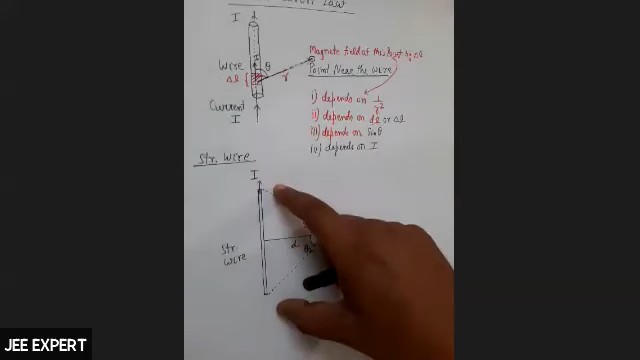 Law
I
Wire
θ
r
Δl {
Current
I
Magnetic field at this point by Δl
Point Near the wire
i) depends on 1/r²
ii) depends on dl or Δl
iii) depends on Sinθ
iv) depends on I
Str. Wire
I
Str. Wire
d
JEE EXPERT